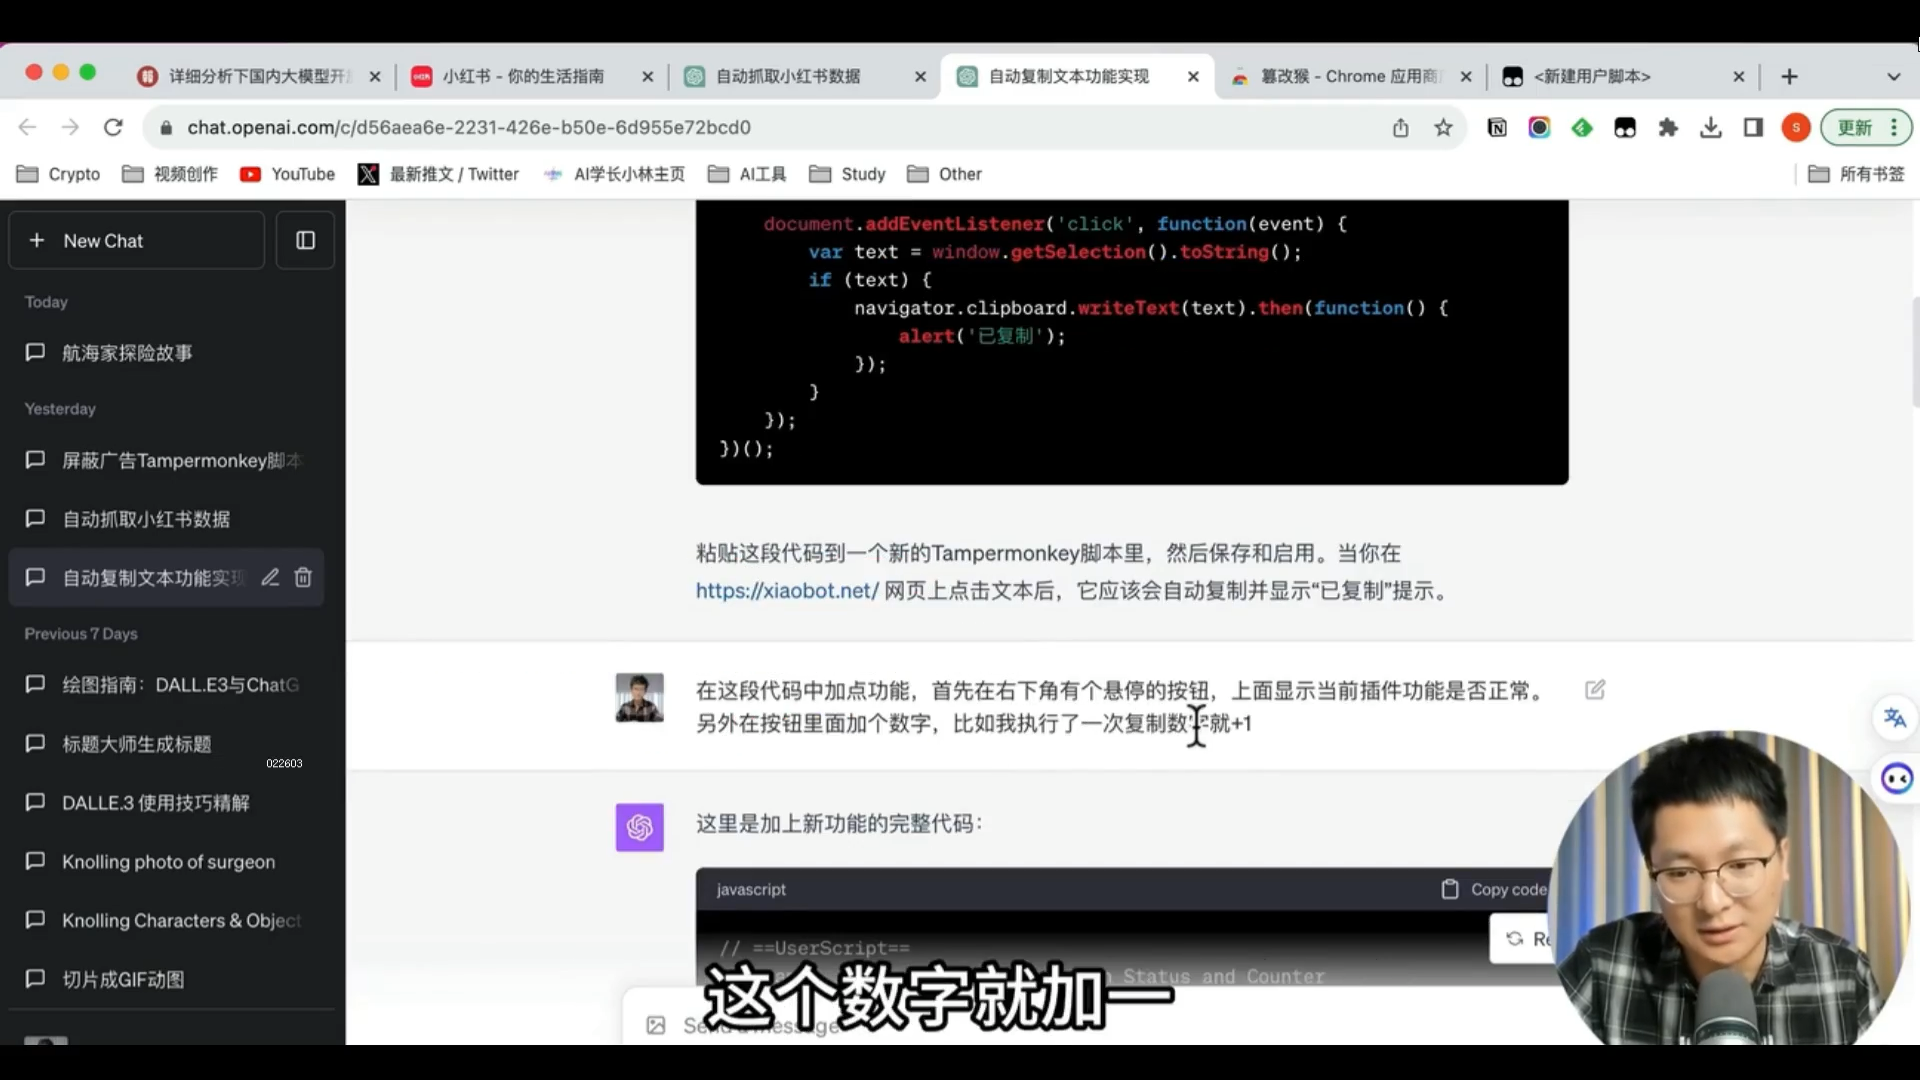 详细分析下国内大模型开
小红书 - 你的生活指南
自动抓取小红书数据
自动复制文本功能实现
篡改猴 - Chrome 应用商
<新建用户脚本>
chat.openai.com/c/d56aea6e-2231-426e-b50e-6d955e72bcd0
S
更新
Crypto
视频创作
YouTube
最新推文 / Twitter
AI学长小林主页
AI工具
Study
Other
所有书签
New Chat
Today
航海家探险故事
Yesterday
屏蔽广告Tampermonkey脚本
自动抓取小红书数据
自动复制文本功能实现
Previous 7 Days
绘图指南：DALL.E3与ChatG
标题大师生成标题
022603
DALLE.3 使用技巧精解
Knolling photo of surgeon
Knolling Characters & Object
切片成GIF动图
document.addEventListener('click', function(event) {
var text = window.getSelection().toString();
if (text) {
navigator.clipboard.writeText(text).then(function() {
alert('已复制');
});
}
});
})();
粘贴这段代码到一个新的Tampermonkey脚本里，然后保存和启用。当你在
https://xiaobot.net/ 网页上点击文本后，它应该会自动复制并显示“已复制”提示。
在这段代码中加点功能，首先在右下角有个悬停的按钮，上面显示当前插件功能是否正常。
另外在按钮里面加个数字，比如我执行了一次复制数字就+1
这里是加上新功能的完整代码：
javascript
Copy code
// ==UserScript==
Status and Counter
Re
Send a message
这个数字就加一